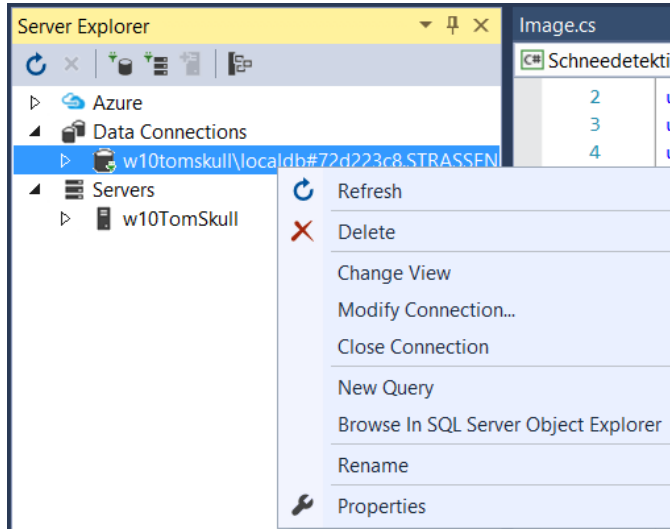 Server Explorer
Image.cs
C# Schneedetekti
Azure
2
Data Connections
3
w10tomskull\localdb#72d223c8.STRASSEN
4
Servers
w10TomSkull
Refresh
Delete
Change View
Modify Connection...
Close Connection
New Query
Browse In SQL Server Object Explorer
Rename
Properties